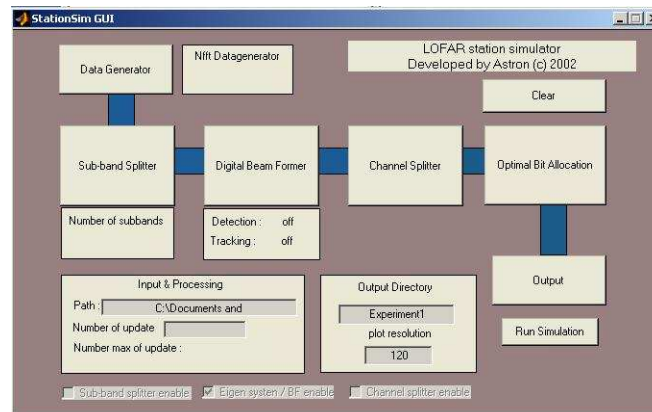 StationSim GUI
LOFAR station simulator
Developed by Astron (c) 2002
Data Generator
Nfft Datagenerator
Clear
Sub-band Splitter
Digital Beam Former
Channel Splitter
Optimal Bit Allocation
Number of subbands
Detection : off
Tracking : off
Input & Processing
Path : C:\Documents and
Number of update
Number max of update :
Output Directory
Experiment1
plot resolution
120
Output
Run Simulation
Sub-band splitter enable
Eigen systen / BF enable
Channel splitter enable